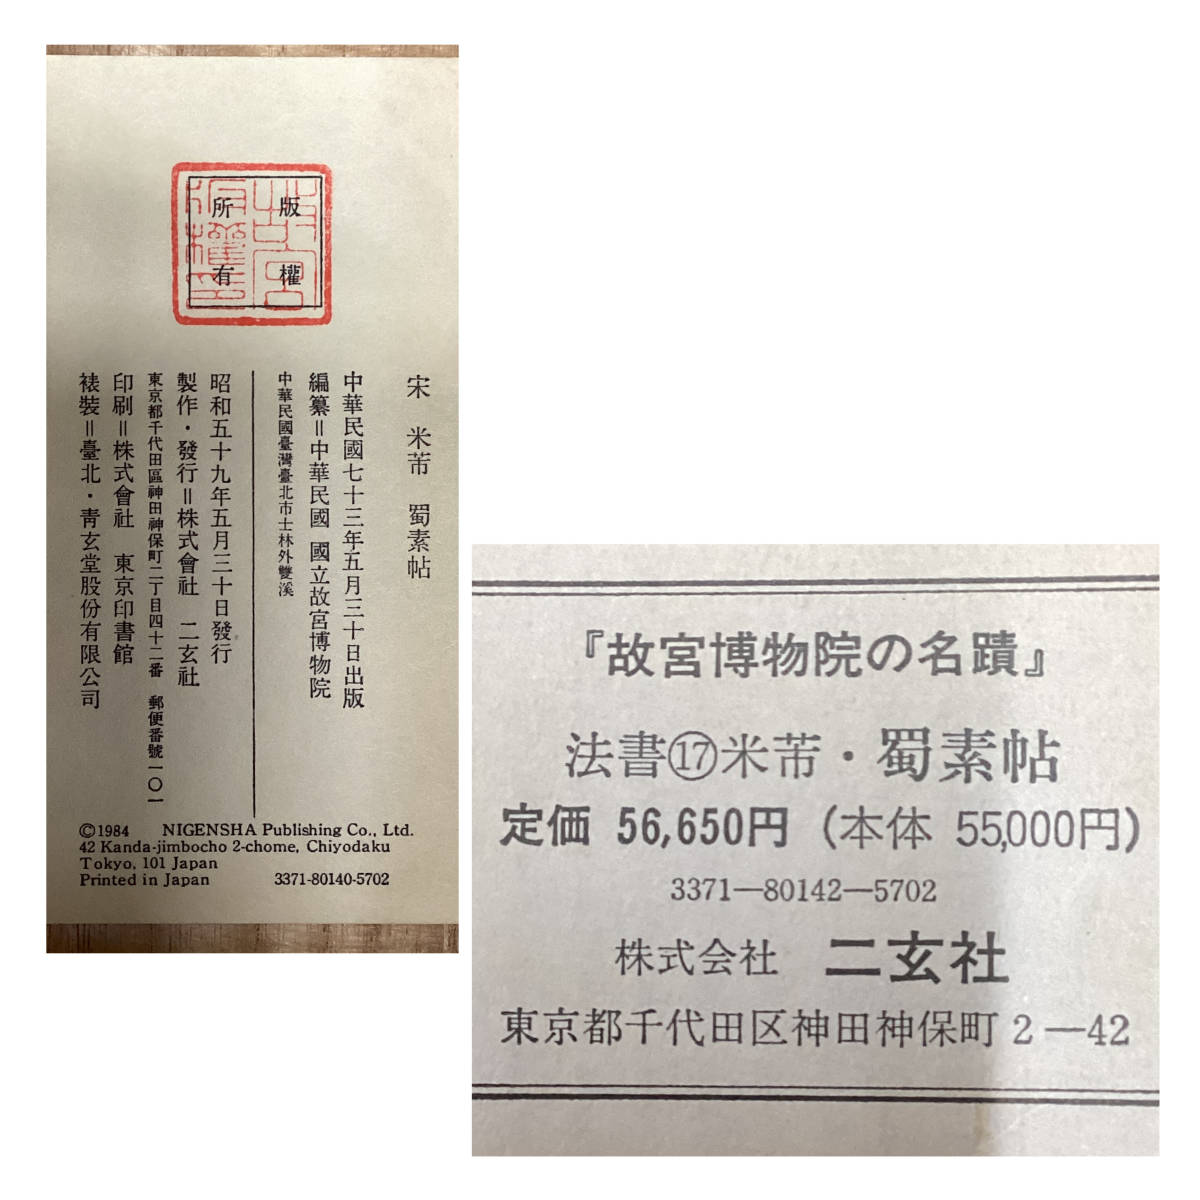 版權
所有
宋 米芾 蜀素帖
中華民國七十三年五月三十日出版
編纂=中華民國 國立故宮博物院
中華民國臺灣臺北市士林外雙溪
昭和五十九年五月三十日發行
製作・發行=株式會社 二玄社
東京都千代田區神田神保町二丁目四十二番 郵便番號一〇一
印刷=株式會社 東京印書館
裱裝=臺北・靑玄堂股份有限公司
©1984 NIGENSHA Publishing Co., Ltd.
42 Kanda-jimbocho 2-chome, Chiyodaku
Tokyo, 101 Japan
Printed in Japan 3371-80140-5702
『故宮博物院の名蹟』
法書⑰米芾・蜀素帖
定価 56,650円(本体 55,000円)
3371―80142―5702
株式会社 二玄社
東京都千代田区神田神保町2―42